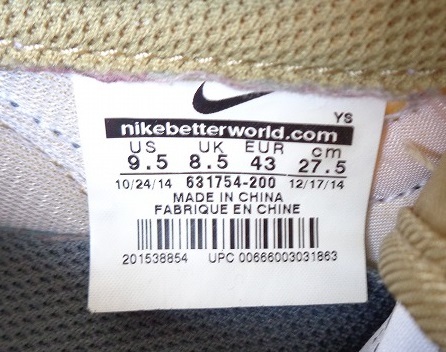 YS
nikebetterworld.com
US UK EUR cm
9.5 8.5 43 27.5
10/24/14 631754-200 12/17/14
MADE IN CHINA
FABRIQUE EN CHINE
201538854 UPC 00666003031863